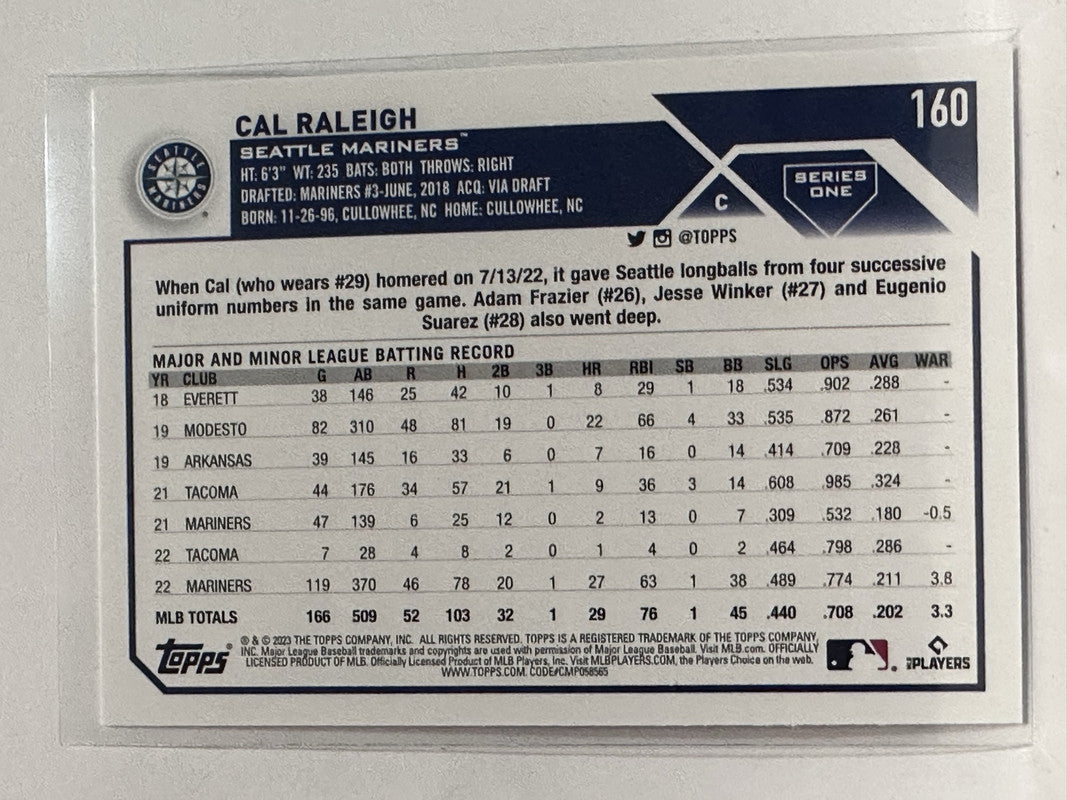 160
CAL RALEIGH
SEATTLE MARINERS™
HT: 6'3" WT: 235 BATS: BOTH THROWS: RIGHT
DRAFTED: MARINERS #3-JUNE, 2018 ACQ: VIA DRAFT
BORN: 11-26-96, CULLOWHEE, NC HOME: CULLOWHEE, NC
SEATTLE MARINERS
C
SERIES
ONE
@TOPPS
When Cal (who wears #29) homered on 7/13/22, it gave Seattle longballs from four successive
uniform numbers in the same game. Adam Frazier (#26), Jesse Winker (#27) and Eugenio
Suarez (#28) also went deep.
MAJOR AND MINOR LEAGUE BATTING RECORD
YR CLUB G AB R H 2B 3B HR RBI SB BB SLG OPS AVG WAR
18 EVERETT 38 146 25 42 10 1 8 29 1 18 .534 .902 .288 -
19 MODESTO 82 310 48 81 19 0 22 66 4 33 .535 .872 .261 -
19 ARKANSAS 39 145 16 33 6 0 7 16 0 14 .414 .709 .228 -
21 TACOMA 44 176 34 57 21 1 9 36 3 14 .608 .985 .324 -
21 MARINERS 47 139 6 25 12 0 2 13 0 7 .309 .532 .180 -0.5
22 TACOMA 7 28 4 8 2 0 1 4 0 2 .464 .798 .286 -
22 MARINERS 119 370 46 78 20 1 27 63 1 38 .489 .774 .211 3.8
MLB TOTALS 166 509 52 103 32 1 29 76 1 45 .440 .708 .202 3.3
topps®
® & © 2023 THE TOPPS COMPANY, INC. ALL RIGHTS RESERVED. TOPPS IS A REGISTERED TRADEMARK OF THE TOPPS COMPANY,
INC. Major League Baseball trademarks and copyrights are used with permission of Major League Baseball. Visit MLB.com. OFFICIALLY
LICENSED PRODUCT OF MLB. Officially Licensed Product of MLB Players, Inc. Visit MLBPLAYERS.COM, the Players Choice on the web.
WWW.TOPPS.COM. CODE#CMP058565
MLBPLAYERS